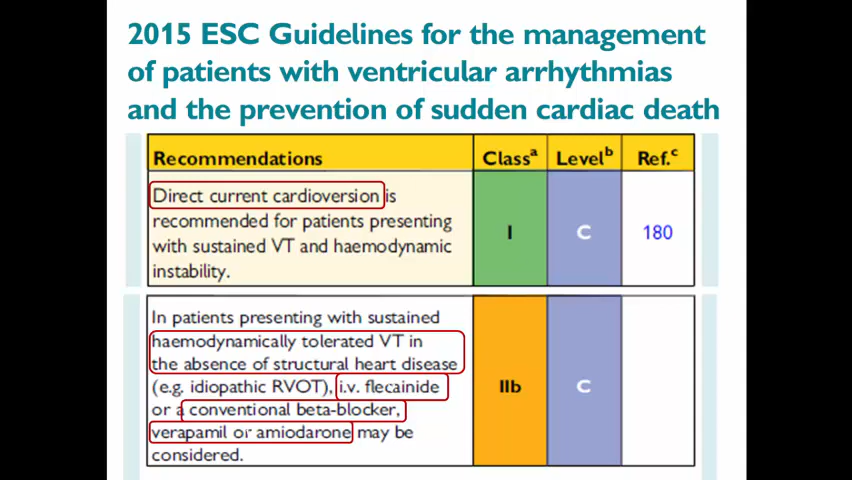 2015 ESC Guidelines for the management
of patients with ventricular arrhythmias
and the prevention of sudden cardiac death
Recommendations Classᵃ Levelᵇ Ref.ᶜ
Direct current cardioversion is
recommended for patients presenting
with sustained VT and haemodynamic
instability.
I C 180
In patients presenting with sustained
haemodynamically tolerated VT in
the absence of structural heart disease
(e.g. idiopathic RVOT), i.v. flecainide
or a conventional beta-blocker,
verapamil or amiodarone may be
considered.
IIb C